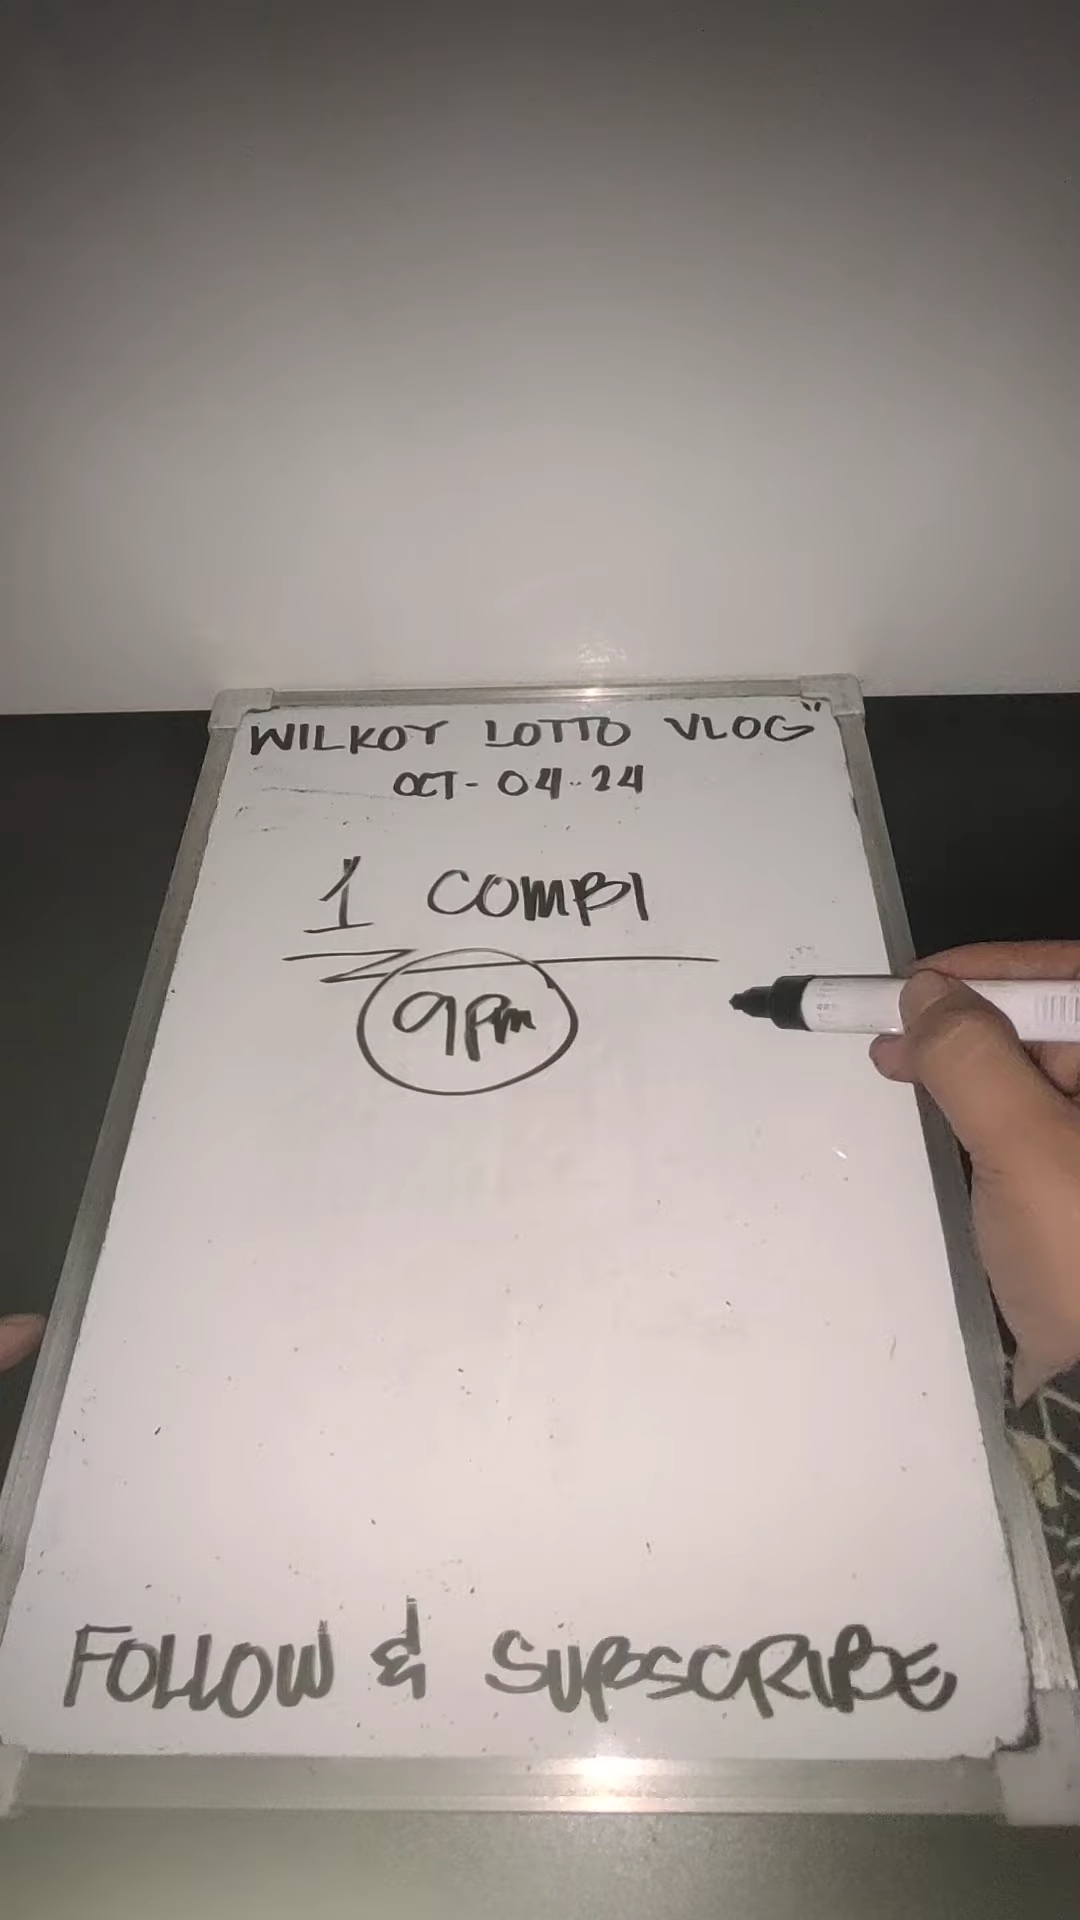 WILKOY LOTTO VLOG"
OCT-04-24
1 COMBI
9pm
FOLLOW & SUBSCRIBE